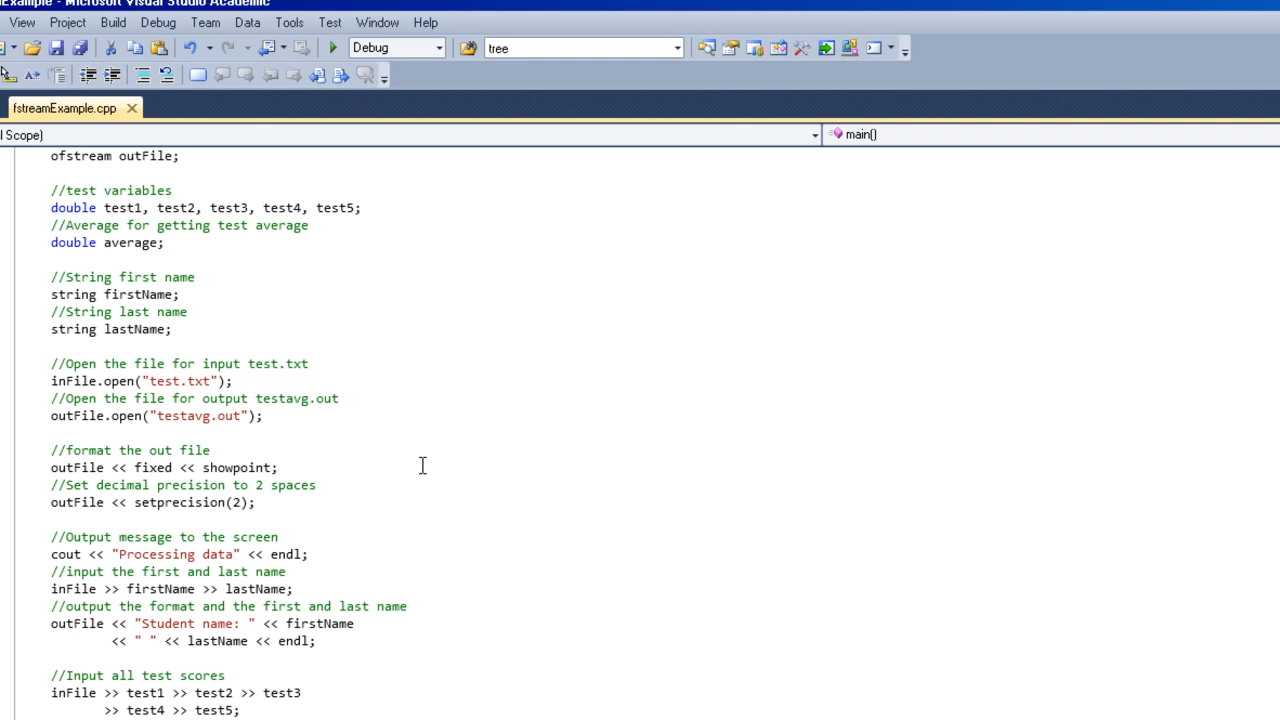 Example - Microsoft Visual Studio Academic
View Project Build Debug Team Data Tools Test Window Help
Debug tree
fstreamExample.cpp
l Scope) main()
ofstream outFile;
//test variables
double test1, test2, test3, test4, test5;
//Average for getting test average
double average;
//String first name
string firstName;
//String last name
string lastName;
//Open the file for input test.txt
inFile.open("test.txt");
//Open the file for output testavg.out
outFile.open("testavg.out");
//format the out file
outFile << fixed << showpoint;
//Set decimal precision to 2 spaces
outFile << setprecision(2);
//Output message to the screen
cout << "Processing data" << endl;
//input the first and last name
inFile >> firstName >> lastName;
//output the format and the first and last name
outFile << "Student name: " << firstName
<< " " << lastName << endl;
//Input all test scores
inFile >> test1 >> test2 >> test3
>> test4 >> test5;